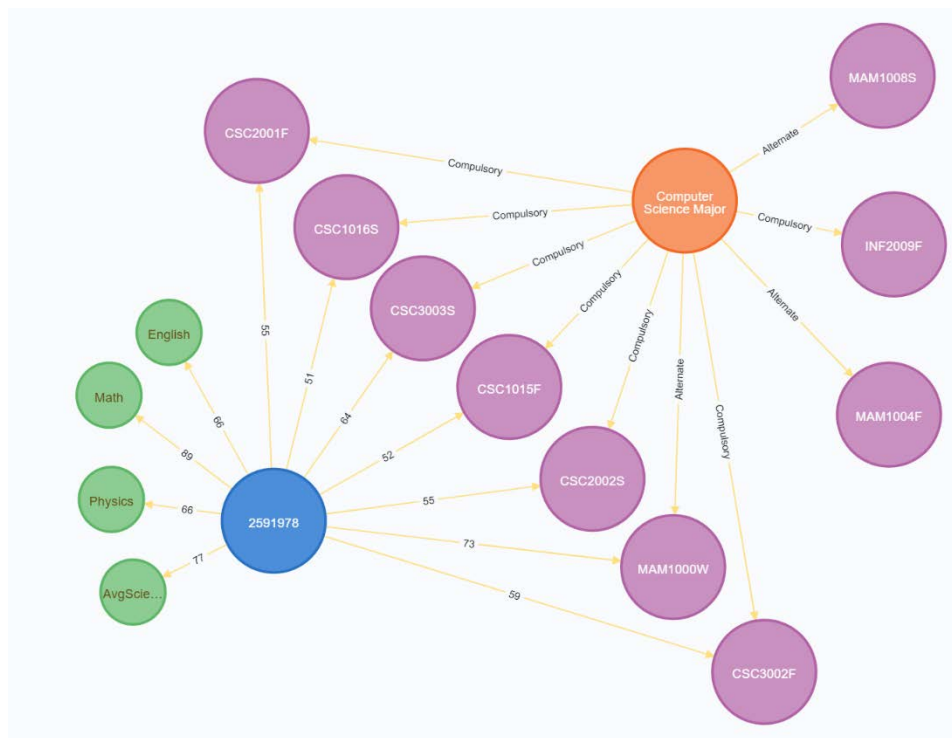 MAM1008S
CSC2001F
Alternate
Compulsory
Computer
Science Major
CSC1016S
Compulsory
Compulsory
INF2009F
Compulsory
CSC3003S
Compulsory
Alternate
English
55
51
Compulsory
Alternate
Compulsory
CSC1015F
Math
64
MAM1004F
66
89
52
Physics
66
55
CSC2002S
2591978
73
77
MAM1000W
AvgScie...
59
CSC3002F